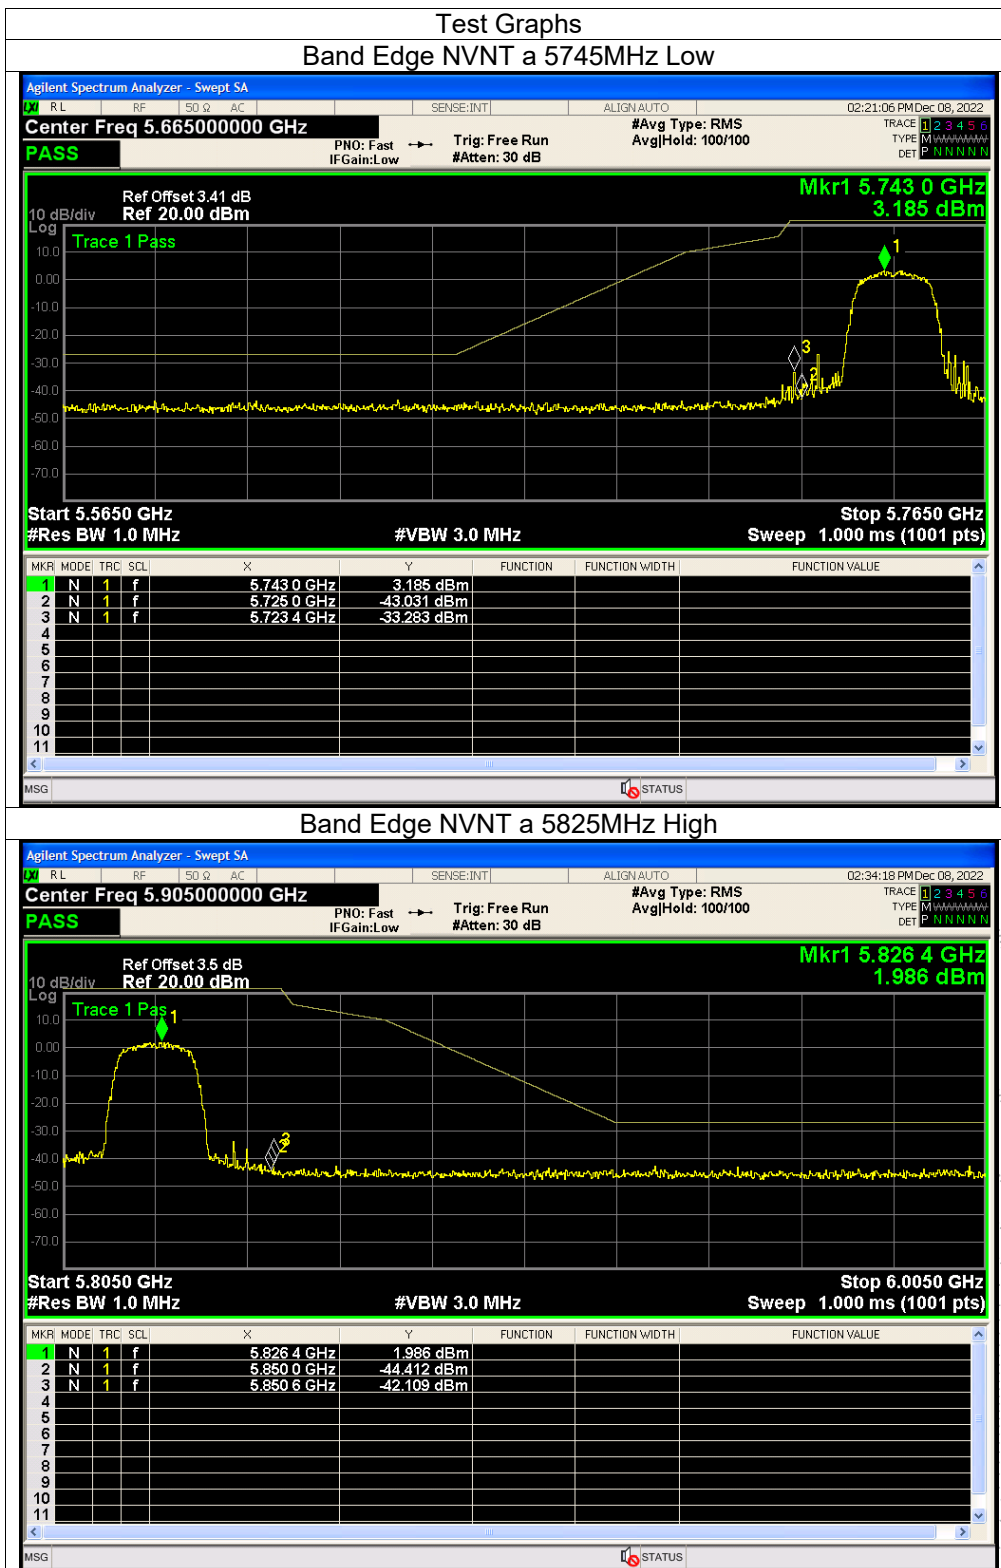 Test Graphs
Band Edge NVNT a 5745MHz Low
Agilent Spectrum Analyzer - Swept SA
LXI RL RF 50 Ω AC SENSE:INT ALIGN AUTO 02:21:06 PM Dec 08, 2022
Center Freq 5.665000000 GHz #Avg Type: RMS TRACE 1 2 3 4 5 6
PASS PNO: Fast Trig: Free Run Avg|Hold: 100/100 TYPE M
IFGain:Low #Atten: 30 dB DET P N N N N N
Mkr1 5.743 0 GHz
Ref Offset 3.41 dB
10 dB/div Ref 20.00 dBm 3.185 dBm
Log
Trace 1 Pass
1
10.0
0.00
-10.0
-20.0
3
-30.0
2
-40.0
-50.0
-60.0
-70.0
Start 5.5650 GHz Stop 5.7650 GHz
#Res BW 1.0 MHz #VBW 3.0 MHz Sweep 1.000 ms (1001 pts)
MKR MODE TRC SCL X Y FUNCTION FUNCTION WIDTH FUNCTION VALUE
1 N 1 f 5.743 0 GHz 3.185 dBm
2 N 1 f 5.725 0 GHz -43.031 dBm
3 N 1 f 5.723 4 GHz -33.283 dBm
4
5
6
7
8
9
10
11
MSG STATUS
Band Edge NVNT a 5825MHz High
Agilent Spectrum Analyzer - Swept SA
LXI RL RF 50 Ω AC SENSE:INT ALIGN AUTO 02:34:18 PM Dec 08, 2022
Center Freq 5.905000000 GHz #Avg Type: RMS TRACE 1 2 3 4 5 6
PASS PNO: Fast Trig: Free Run Avg|Hold: 100/100 TYPE M
IFGain:Low #Atten: 30 dB DET P N N N N N
Mkr1 5.826 4 GHz
Ref Offset 3.5 dB
10 dB/div Ref 20.00 dBm 1.986 dBm
Log
Trace 1 Pas
1
10.0
0.00
-10.0
-20.0
-30.0
3
2
-40.0
-50.0
-60.0
-70.0
Start 5.8050 GHz Stop 6.0050 GHz
#Res BW 1.0 MHz #VBW 3.0 MHz Sweep 1.000 ms (1001 pts)
MKR MODE TRC SCL X Y FUNCTION FUNCTION WIDTH FUNCTION VALUE
1 N 1 f 5.826 4 GHz 1.986 dBm
2 N 1 f 5.850 0 GHz -44.412 dBm
3 N 1 f 5.850 6 GHz -42.109 dBm
4
5
6
7
8
9
10
11
MSG STATUS